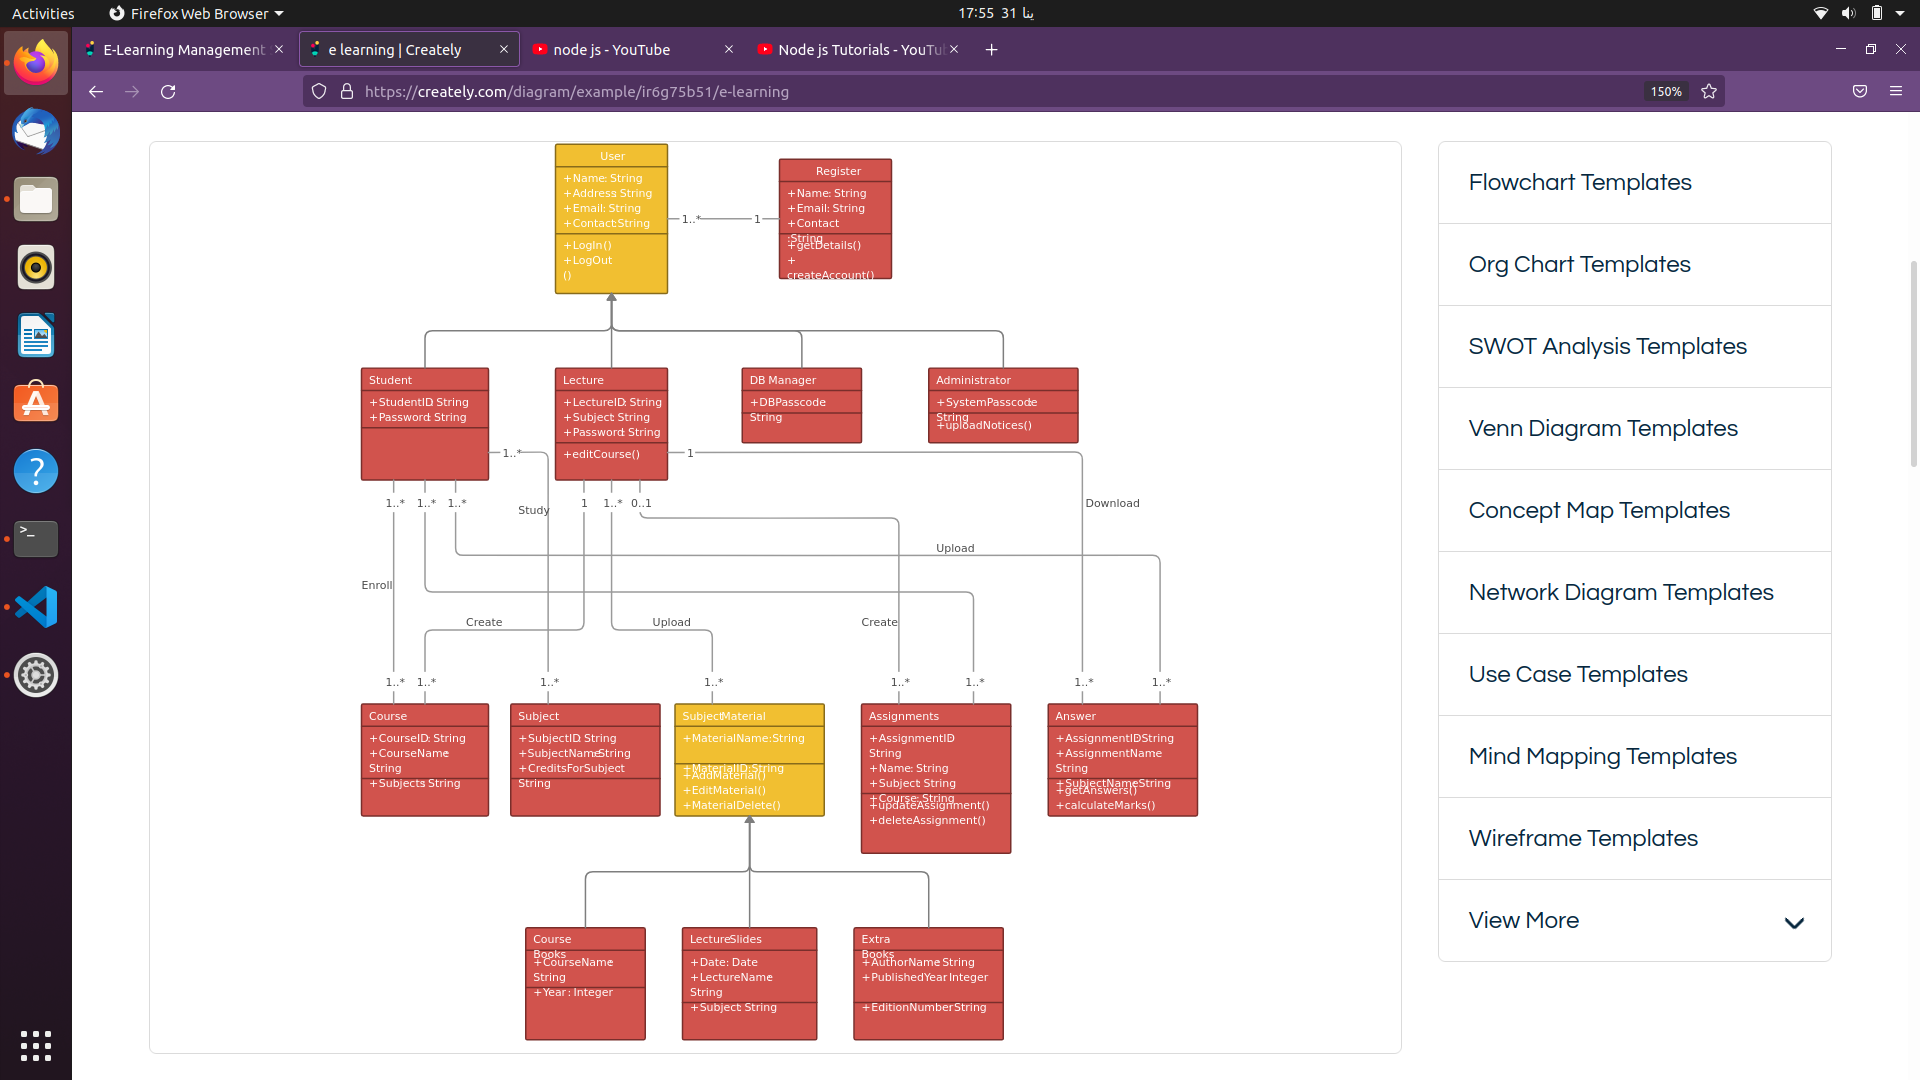 Activities
Firefox Web Browser
17:55 31 ينا
E-Learning Management
e learning | Creately
node js - YouTube
Node js Tutorials - YouTu
https://creately.com/diagram/example/ir6g75b51/e-learning
150%
User
+Name: String
+Address: String
+Email: String
+Contact:String
+LogIn()
+LogOut
()
Register
+Name: String
+Email: String
+Contact
:String
+getDetails()
+
createAccount()
1..*
1
Student
+StudentID: String
+Password: String
Lecture
+LectureID: String
+Subject: String
+Password: String
+editCourse()
DB Manager
+DBPasscode
String
Administrator
+SystemPasscode:
String
+uploadNotices()
1..*
1
1..*
1..*
1..*
1
1..*
0..1
Study
Download
Upload
Enroll
Create
Upload
Create
1..*
1..*
1..*
1..*
1..*
1..*
1..*
1..*
Course
+CourseID: String
+CourseName:
String
+Subjects: String
Subject
+SubjectID: String
+SubjectName:String
+CreditsForSubject
String
SubjectMaterial
+MaterialName:String
+MaterialID:String
+AddMaterial()
+EditMaterial()
+MaterialDelete()
Assignments
+AssignmentID:
String
+Name: String
+Subject: String
+Course: String
+updateAssignment()
+deleteAssignment()
Answer
+AssignmentID:String
+AssignmentName
String
+SubjectName:String
+getAnswers()
+calculateMarks()
Course
Books
+CourseName:
String
+Year: Integer
LectureSlides
+Date: Date
+LectureName:
String
+Subject: String
Extra
Books
+AuthorName:String
+PublishedYear:Integer
+EditionNumber:String
Flowchart Templates
Org Chart Templates
SWOT Analysis Templates
Venn Diagram Templates
Concept Map Templates
Network Diagram Templates
Use Case Templates
Mind Mapping Templates
Wireframe Templates
View More